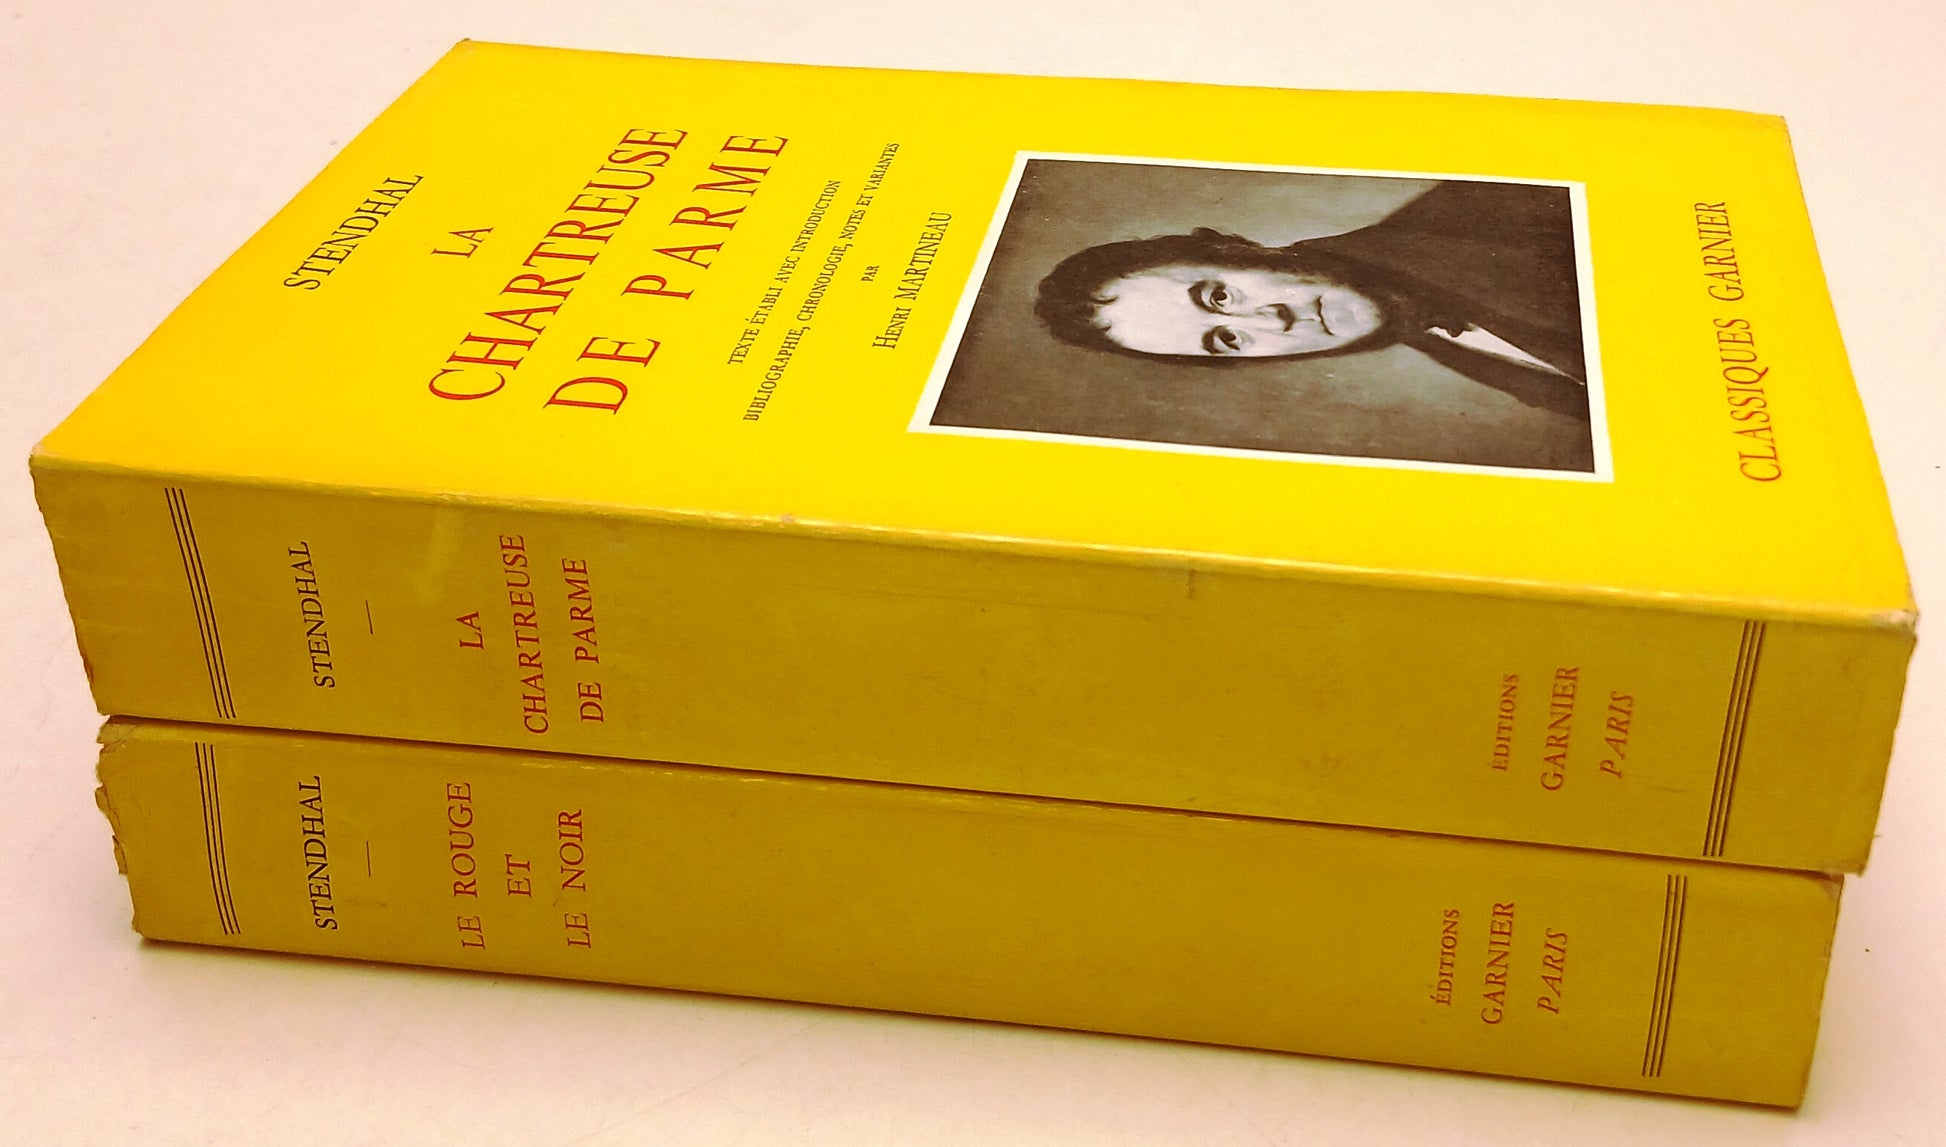 STENDHAL
LA
CHARTREUSE
DE PARME
TEXTE ÉTABLI AVEC INTRODUCTION
BIBLIOGRAPHIE, CHRONOLOGIE, NOTES ET VARIANTES
PAR
HENRI MARTINEAU
CLASSIQUES GARNIER
STENDHAL
LA
CHARTREUSE
DE PARME
ÉDITIONS
GARNIER
PARIS
STENDHAL
LE ROUGE
ET
LE NOIR
ÉDITIONS
GARNIER
PARIS